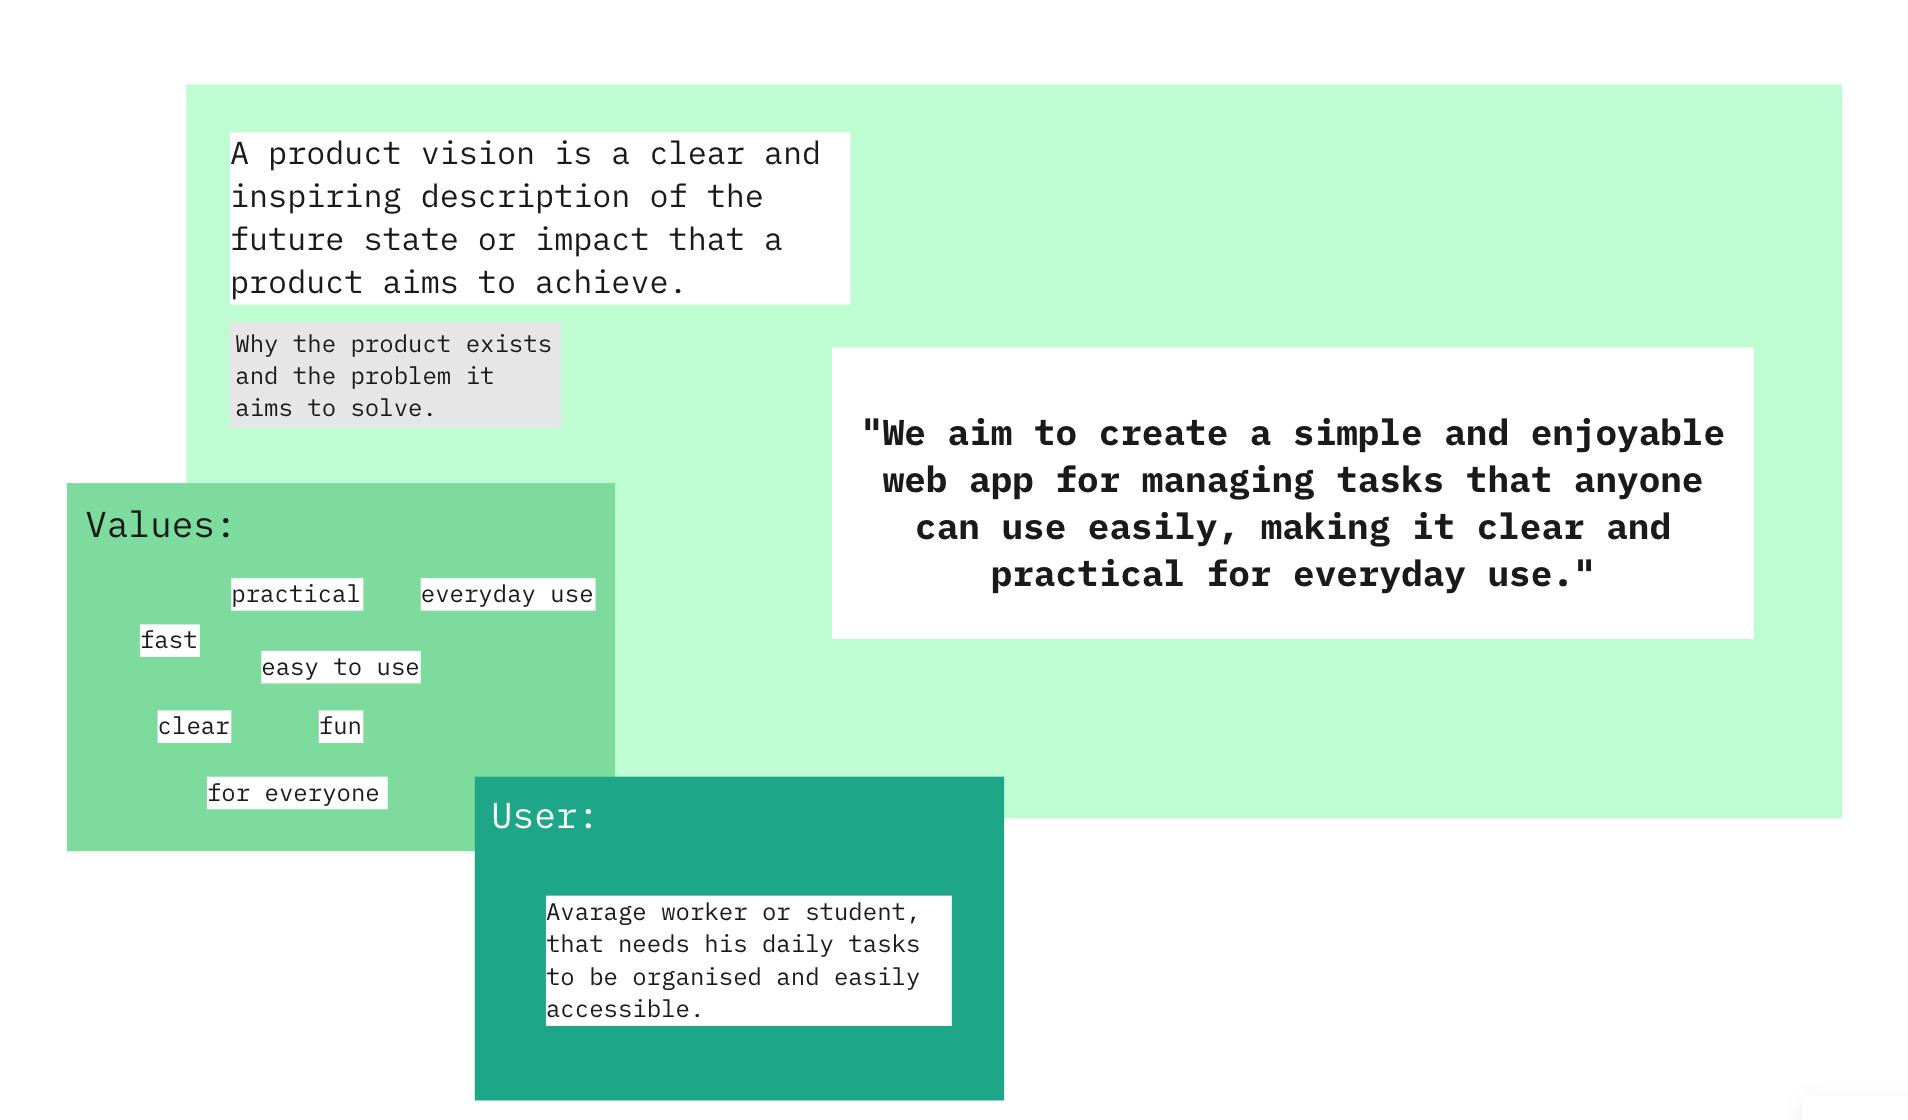 A product vision is a clear and
inspiring description of the
future state or impact that a
product aims to achieve.
Why the product exists
and the problem it
aims to solve.
"We aim to create a simple and enjoyable
web app for managing tasks that anyone
can use easily, making it clear and
practical for everyday use."
Values:
practical
everyday use
fast
easy to use
clear
fun
for everyone
User:
Avarage worker or student,
that needs his daily tasks
to be organised and easily
accessible.